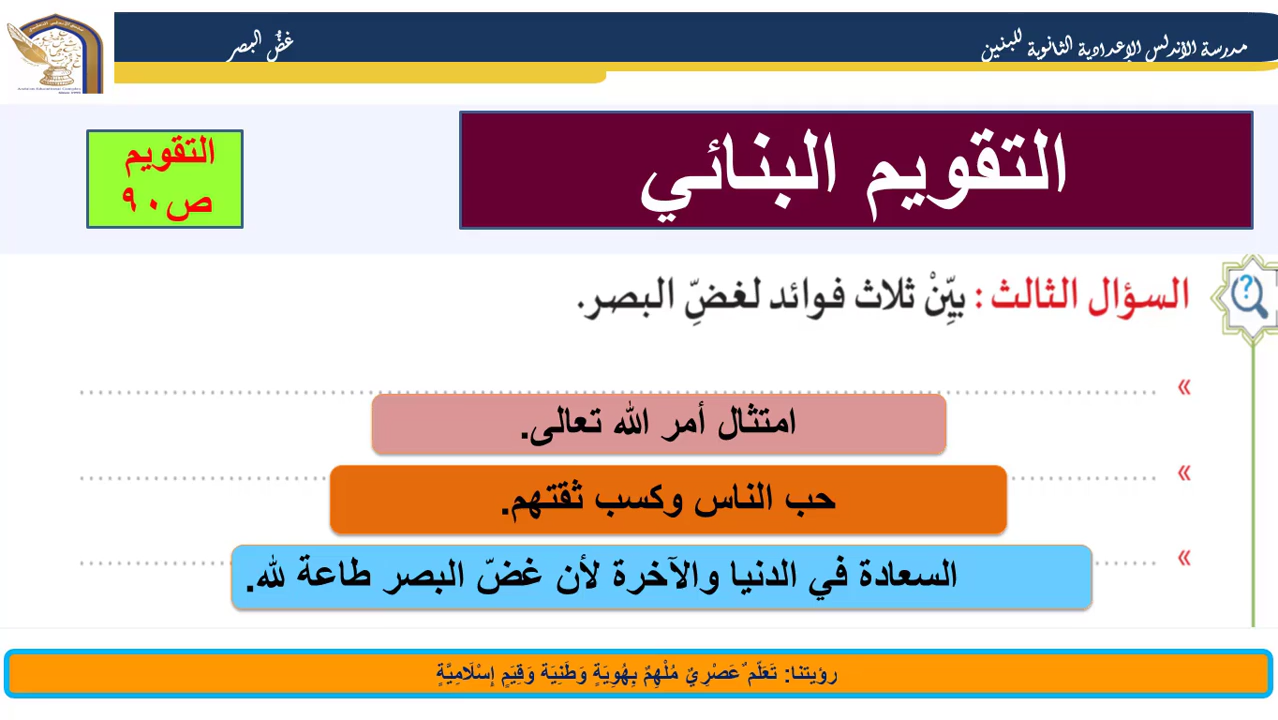 مدرسة الأندلس الإعدادية الثانوية للبنين
غضُّ البصر
التقويم البنائي
التقويم
ص٩٠
السؤال الثالث: بيِّنْ ثلاث فوائد لغضِّ البصر.
«
امتثال أمر الله تعالى.
«
حب الناس وكسب ثقتهم.
«
السعادة في الدنيا والآخرة لأن غضّ البصر طاعة لله.
رؤيتنا: تَعَلّم ٌعَصْرِيٌ مُلْهِمٌ بِهُوِيَةٍ وَطَنِيَة وَقِيَمٍ إِسْلَامِيَّةٍ